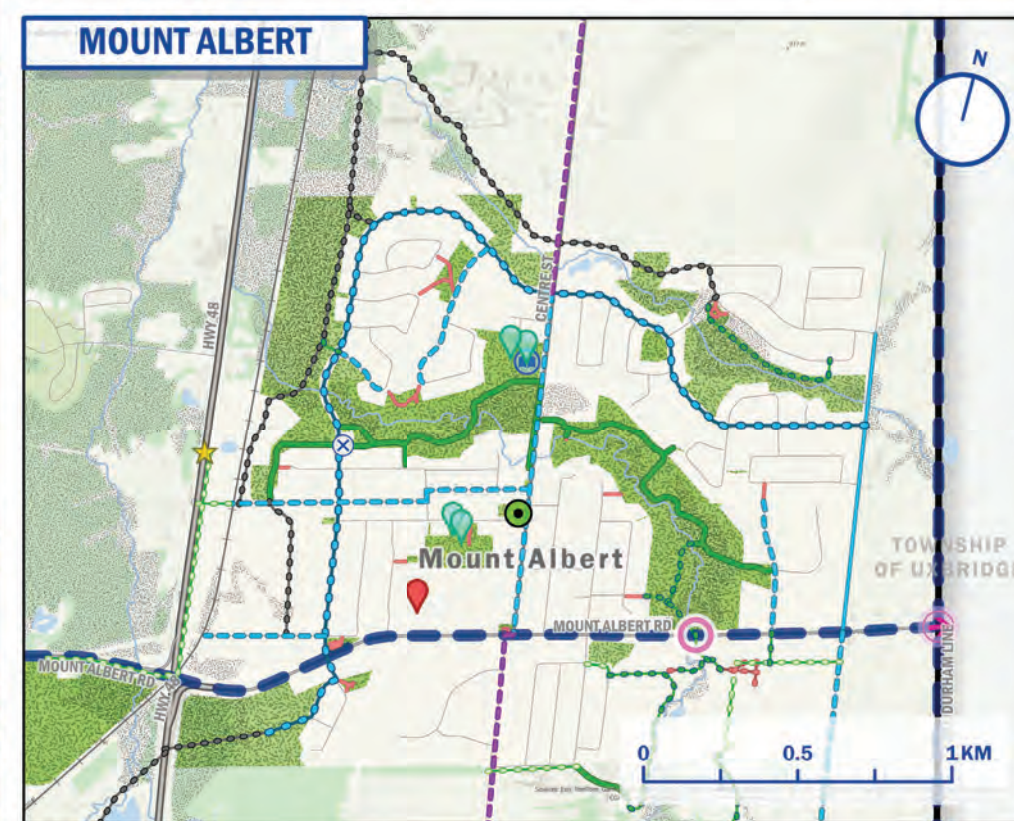 MOUNT ALBERT
N
HWY 48
CENTRE ST
Mount Albert
TOWNSHIP
OF UXBRIDGE
MOUNT ALBERT RD
MOUNT ALBERT RD
DURHAM LINE
0 0.5 1KM